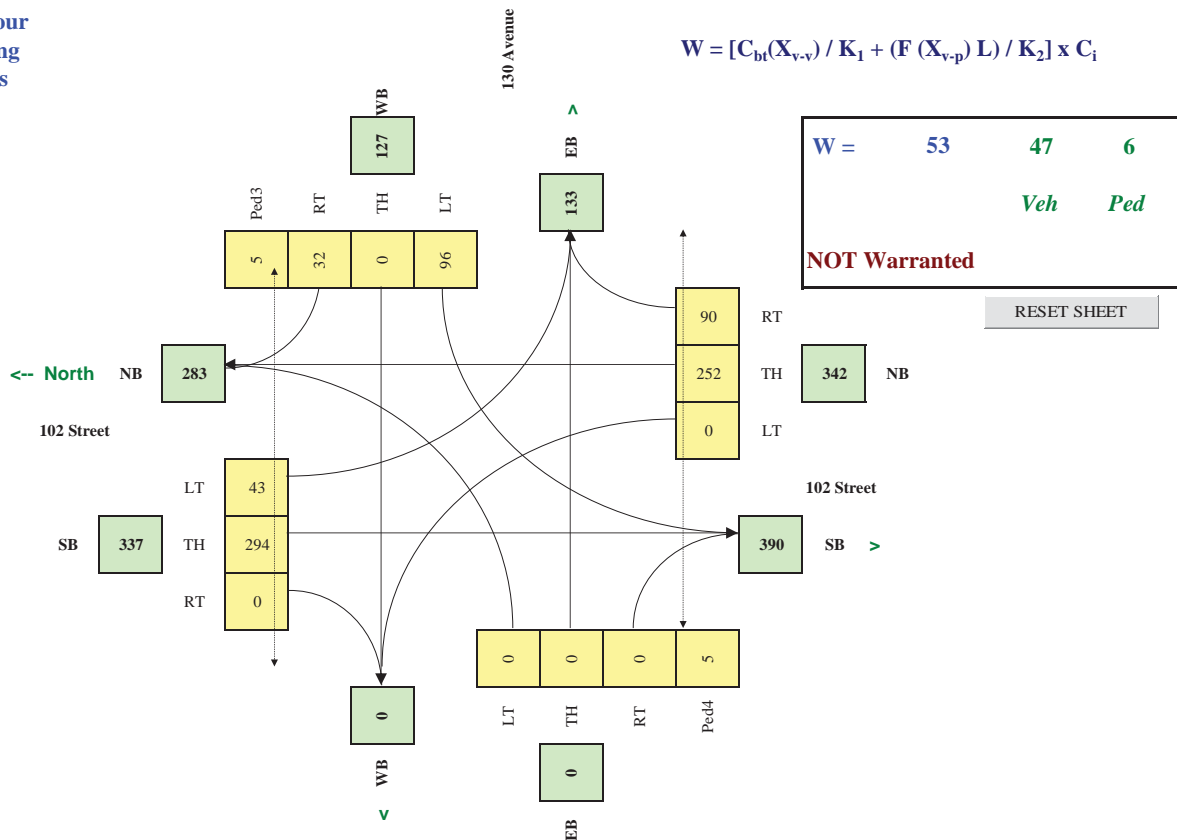 our
ng
s
130 Avenue
W = [Cbt(Xv-v) / K1 + (F (Xv-p) L) / K2] x Ci
WB
127
^
EB
133
W = 53 47 6
Veh Ped
NOT Warranted
RESET SHEET
Ped3 RT TH LT
5 32 0 96
90 RT
<-- North NB 283
252 TH 342 NB
102 Street
0 LT
LT 43
102 Street
SB 337 TH 294
390 SB >
RT 0
0 0 0 5
LT TH RT Ped4
0
WB
v
0
EB